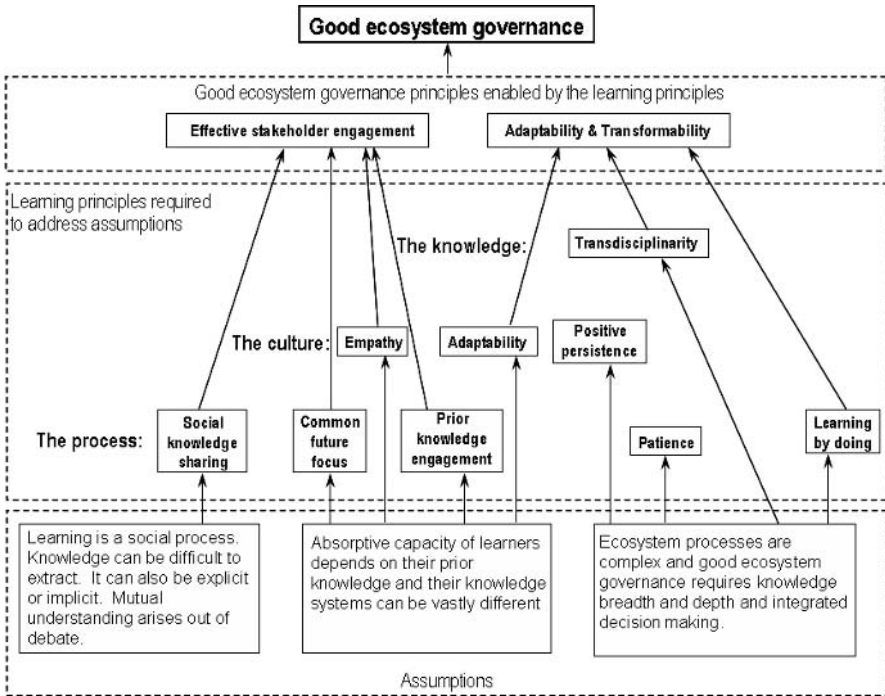 Good ecosystem governance
Good ecosystem governance principles enabled by the learning principles
Effective stakeholder engagement
Adaptability & Transformability
Learning principles required
to address assumptions
The knowledge:
Transdisciplinarity
The culture:
Empathy
Adaptability
Positive
persistence
The process:
Social
knowledge
sharing
Common
future
focus
Prior
knowledge
engagement
Patience
Learning
by doing
Learning is a social process.
Knowledge can be difficult to
extract. It can also be explicit
or implicit. Mutual
understanding arises out of
debate.
Absorptive capacity of learners
depends on their prior
knowledge and their knowledge
systems can be vastly different
Ecosystem processes are
complex and good ecosystem
governance requires knowledge
breadth and depth and integrated
decision making.
Assumptions